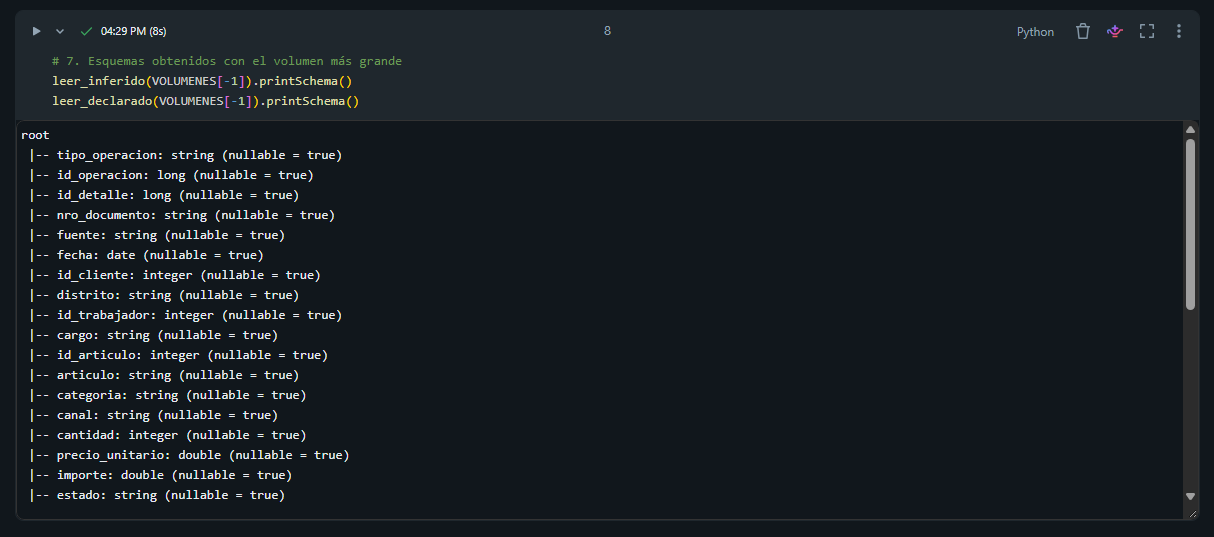 04:29 PM (8s)
8
Python
# 7. Esquemas obtenidos con el volumen más grande
leer_inferido(VOLUMENES[-1]).printSchema()
leer_declarado(VOLUMENES[-1]).printSchema()
root
|-- tipo_operacion: string (nullable = true)
|-- id_operacion: long (nullable = true)
|-- id_detalle: long (nullable = true)
|-- nro_documento: string (nullable = true)
|-- fuente: string (nullable = true)
|-- fecha: date (nullable = true)
|-- id_cliente: integer (nullable = true)
|-- distrito: string (nullable = true)
|-- id_trabajador: integer (nullable = true)
|-- cargo: string (nullable = true)
|-- id_articulo: integer (nullable = true)
|-- articulo: string (nullable = true)
|-- categoria: string (nullable = true)
|-- canal: string (nullable = true)
|-- cantidad: integer (nullable = true)
|-- precio_unitario: double (nullable = true)
|-- importe: double (nullable = true)
|-- estado: string (nullable = true)